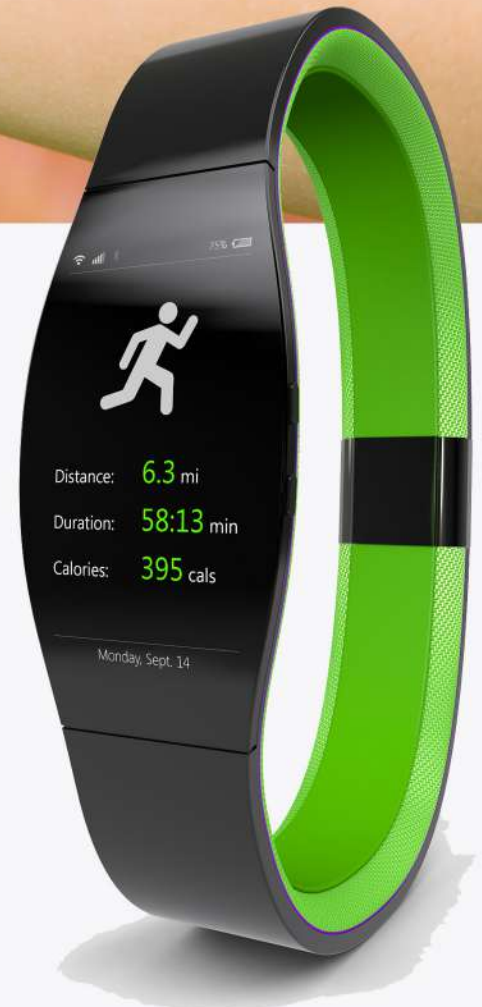 75%
Distance: 6.3 mi
Duration: 58:13 min
Calories: 395 cals
Monday, Sept. 14